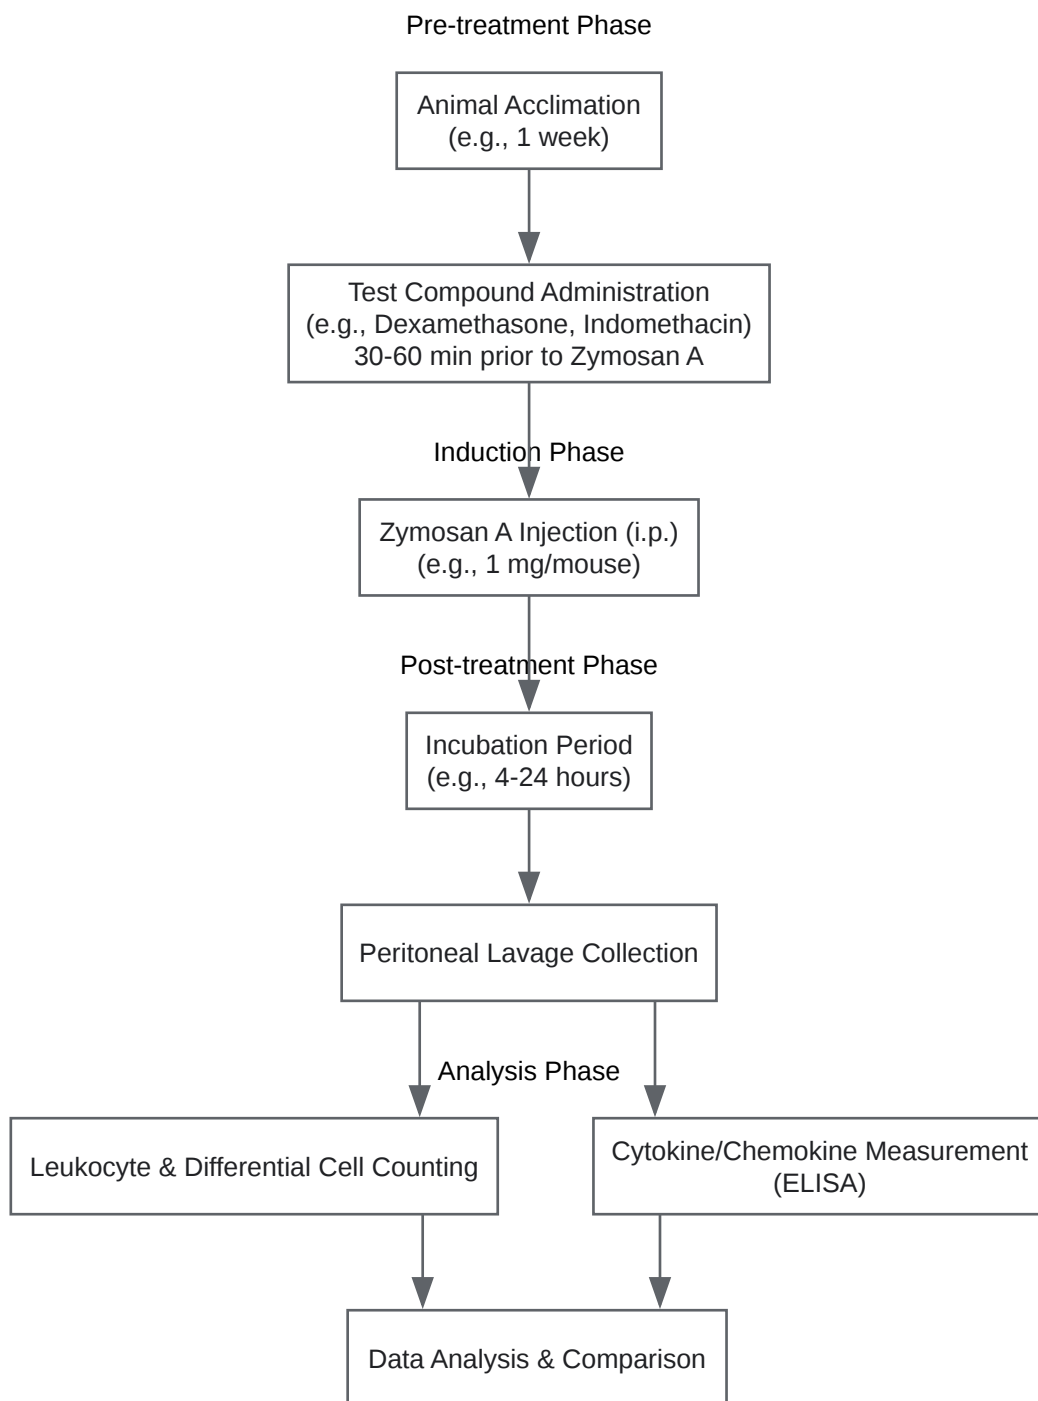 Pre-treatment Phase
Animal Acclimation
(e.g., 1 week)
Test Compound Administration
(e.g., Dexamethasone, Indomethacin)
30-60 min prior to Zymosan A
Induction Phase
Zymosan A Injection (i.p.)
(e.g., 1 mg/mouse)
Post-treatment Phase
Incubation Period
(e.g., 4-24 hours)
Peritoneal Lavage Collection
Analysis Phase
Leukocyte & Differential Cell Counting
Cytokine/Chemokine Measurement
(ELISA)
Data Analysis & Comparison